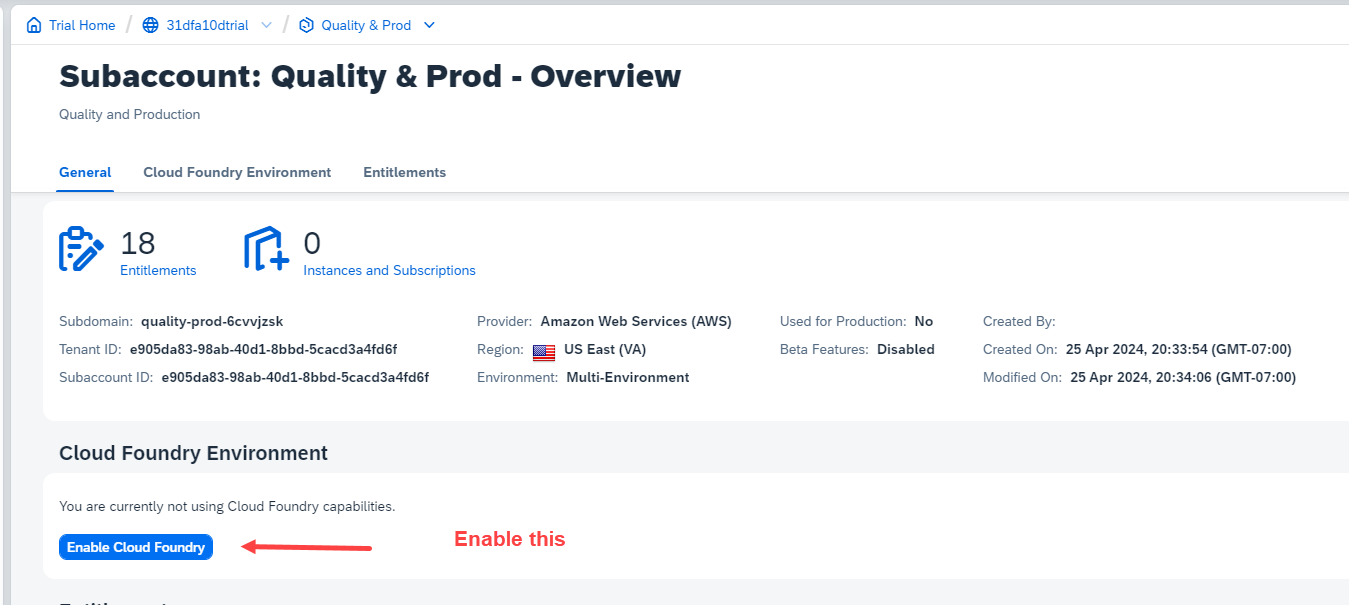 Trial Home / 31dfa10dtrial / Quality & Prod
Subaccount: Quality & Prod - Overview
Quality and Production
General Cloud Foundry Environment Entitlements
18 0
Entitlements Instances and Subscriptions
Subdomain: quality-prod-6cvvjzsk Provider: Amazon Web Services (AWS) Used for Production: No Created By:
Tenant ID: e905da83-98ab-40d1-8bbd-5cacd3a4fd6f Region: US East (VA) Beta Features: Disabled Created On: 25 Apr 2024, 20:33:54 (GMT-07:00)
Subaccount ID: e905da83-98ab-40d1-8bbd-5cacd3a4fd6f Environment: Multi-Environment Modified On: 25 Apr 2024, 20:34:06 (GMT-07:00)
Cloud Foundry Environment
You are currently not using Cloud Foundry capabilities.
Enable Cloud Foundry Enable this